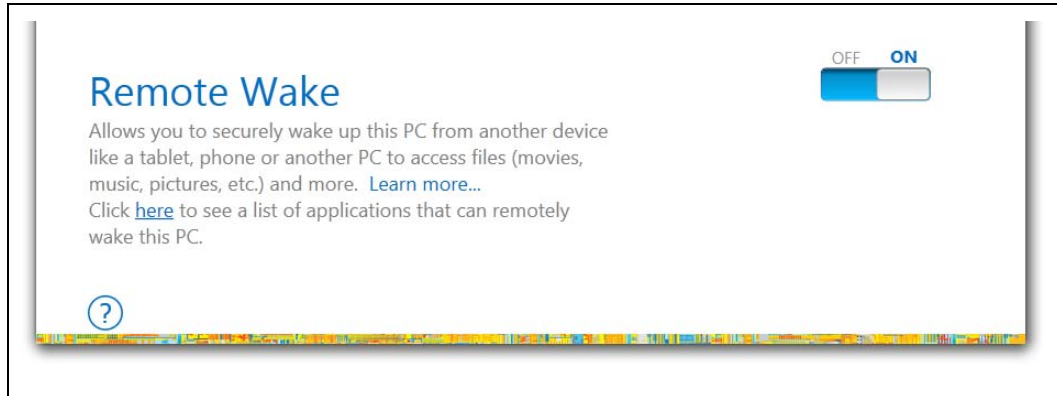 OFF ON
Remote Wake
Allows you to securely wake up this PC from another device
like a tablet, phone or another PC to access files (movies,
music, pictures, etc.) and more. Learn more...
Click here to see a list of applications that can remotely
wake this PC.
?